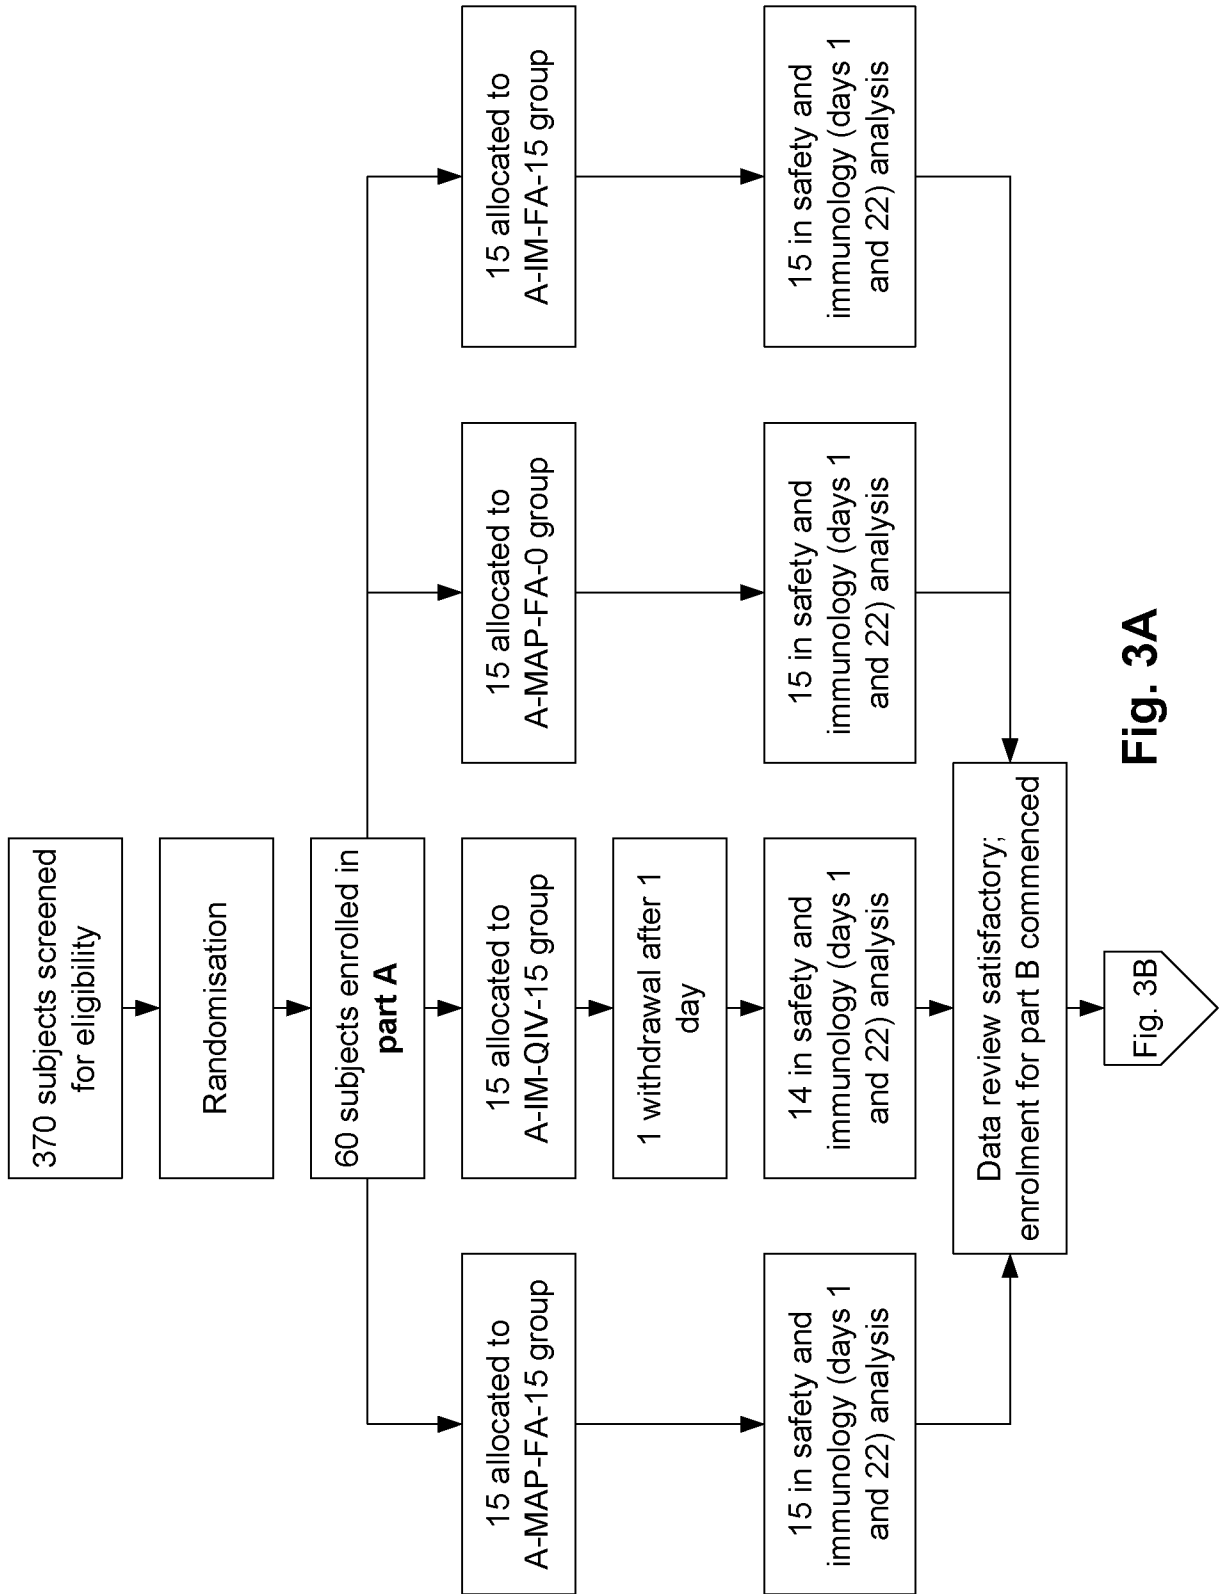 370 subjects screened
for eligibility
Randomisation
60 subjects enrolled in
part A
15 allocated to
A-MAP-FA-15 group
15 allocated to
A-IM-QIV-15 group
15 allocated to
A-MAP-FA-0 group
15 allocated to
A-IM-FA-15 group
1 withdrawal after 1
day
15 in safety and
immunology (days 1
and 22) analysis
14 in safety and
immunology (days 1
and 22) analysis
15 in safety and
immunology (days 1
and 22) analysis
15 in safety and
immunology (days 1
and 22) analysis
Data review satisfactory;
enrolment for part B commenced
Fig. 3B
Fig. 3A